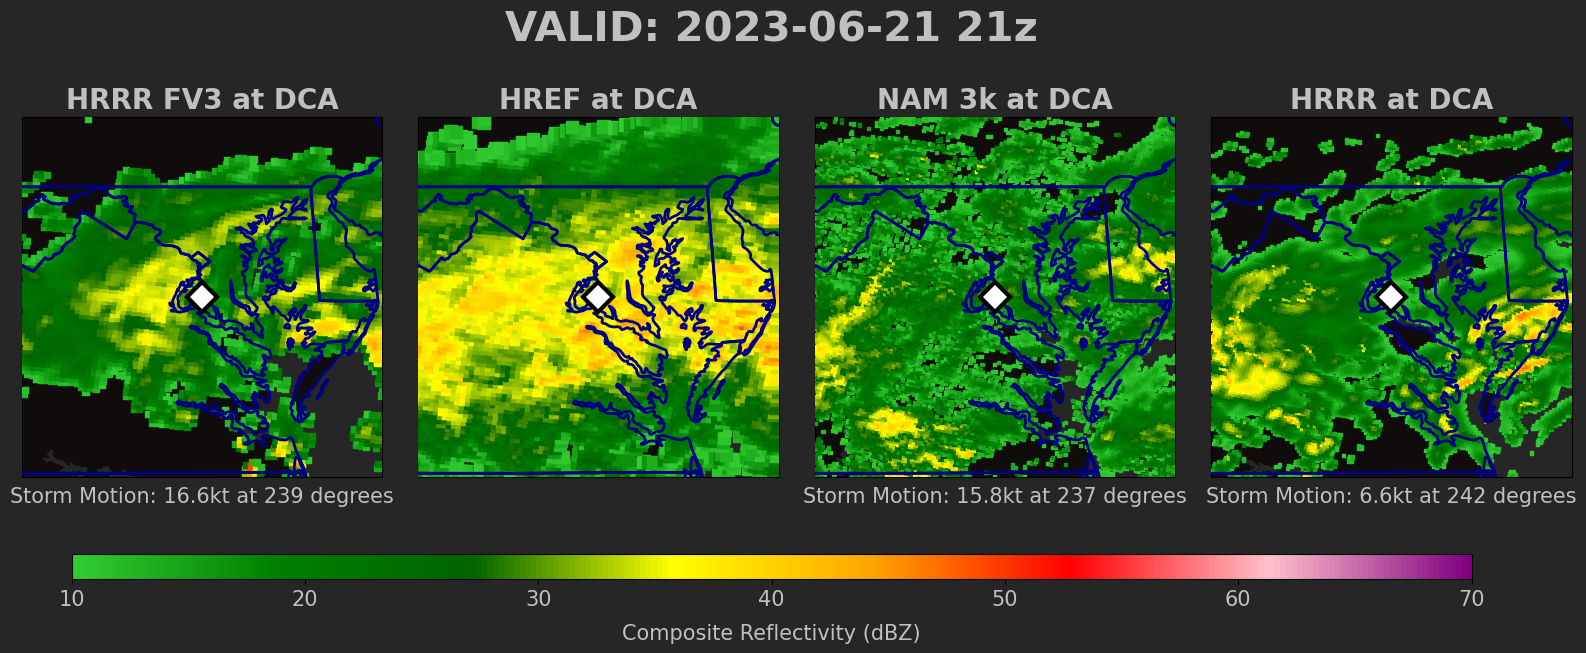 VALID: 2023-06-21 21z
HRRR FV3 at DCA
HREF at DCA
NAM 3k at DCA
HRRR at DCA
Storm Motion: 16.6kt at 239 degrees
Storm Motion: 15.8kt at 237 degrees
Storm Motion: 6.6kt at 242 degrees
10 20 30 40 50 60 70
Composite Reflectivity (dBZ)